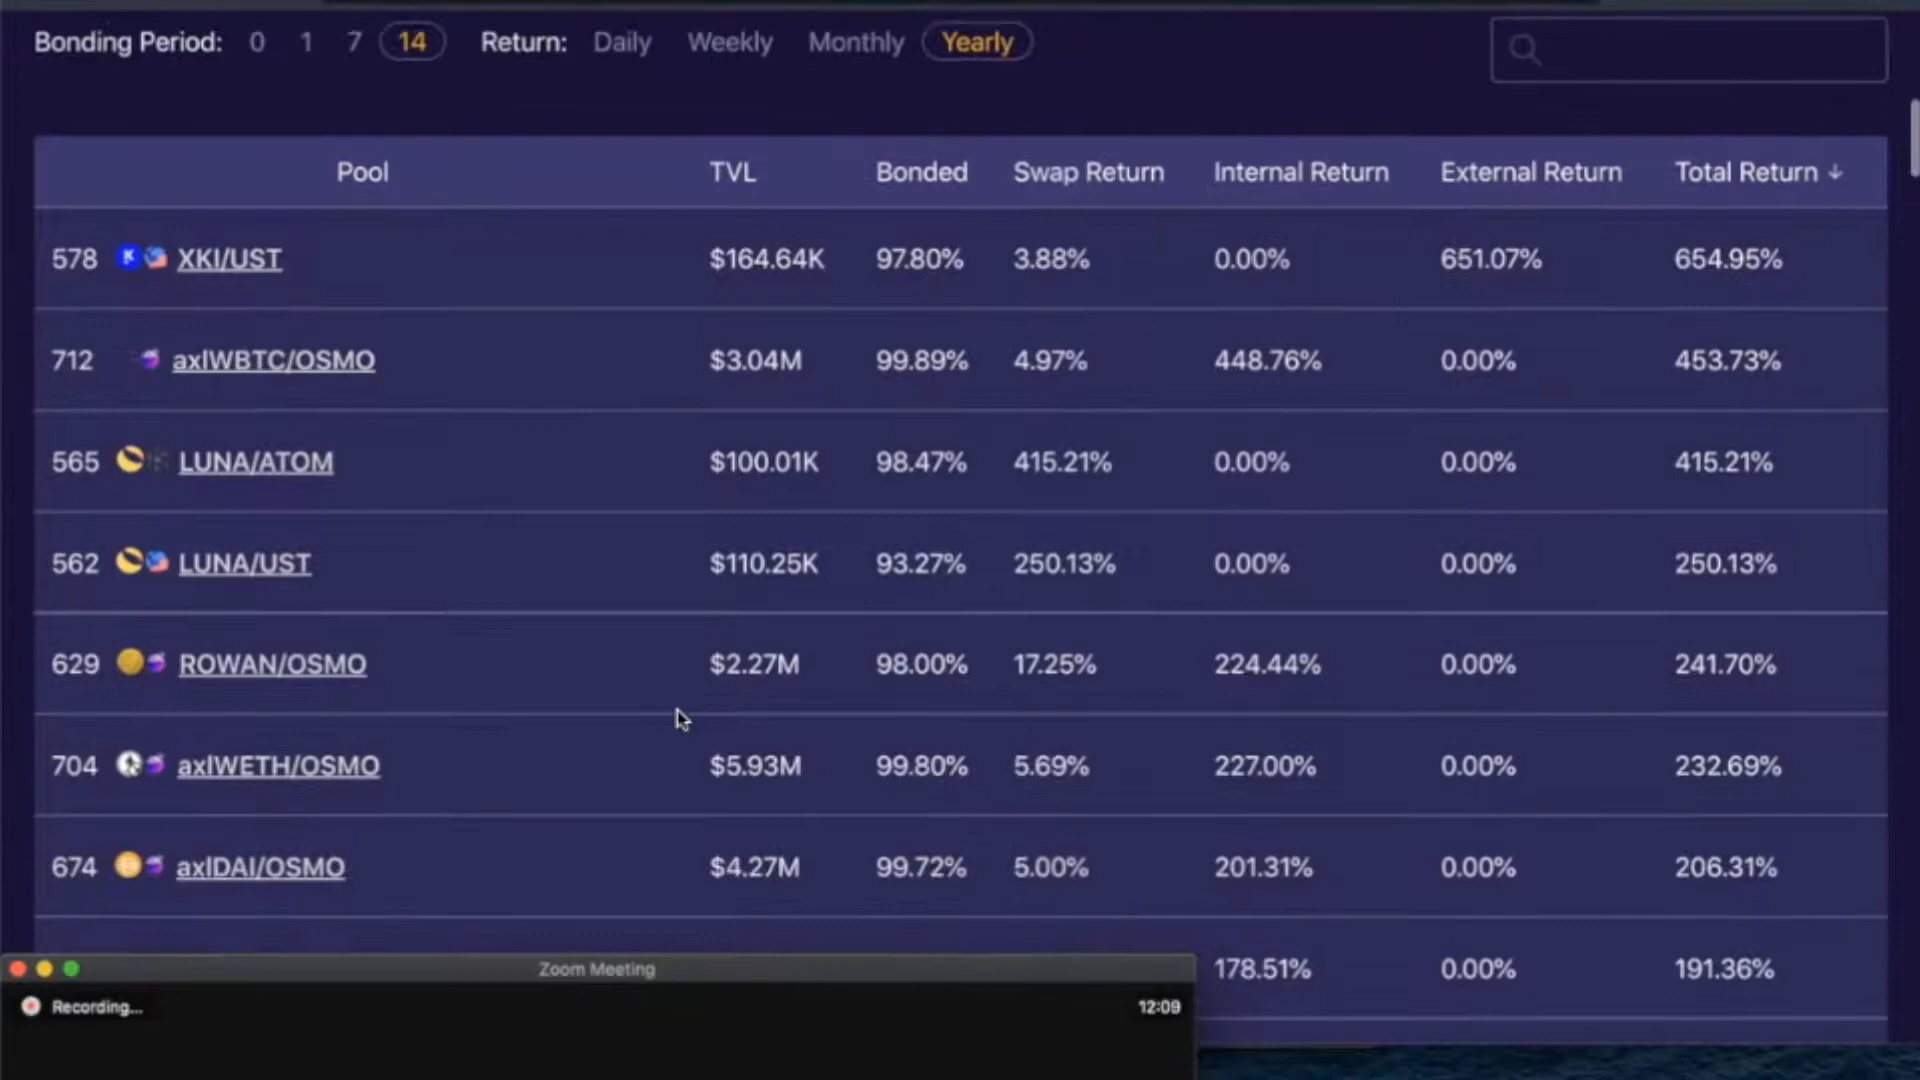 Bonding Period: 0 1 7 14 Return: Daily Weekly Monthly Yearly
Pool TVL Bonded Swap Return Internal Return External Return Total Return ↓
578 XKI/UST $164.64K 97.80% 3.88% 0.00% 651.07% 654.95%
712 axlWBTC/OSMO $3.04M 99.89% 4.97% 448.76% 0.00% 453.73%
565 LUNA/ATOM $100.01K 98.47% 415.21% 0.00% 0.00% 415.21%
562 LUNA/UST $110.25K 93.27% 250.13% 0.00% 0.00% 250.13%
629 ROWAN/OSMO $2.27M 98.00% 17.25% 224.44% 0.00% 241.70%
704 axlWETH/OSMO $5.93M 99.80% 5.69% 227.00% 0.00% 232.69%
674 axlDAI/OSMO $4.27M 99.72% 5.00% 201.31% 0.00% 206.31%
178.51% 0.00% 191.36%
Zoom Meeting
Recording... 12:09